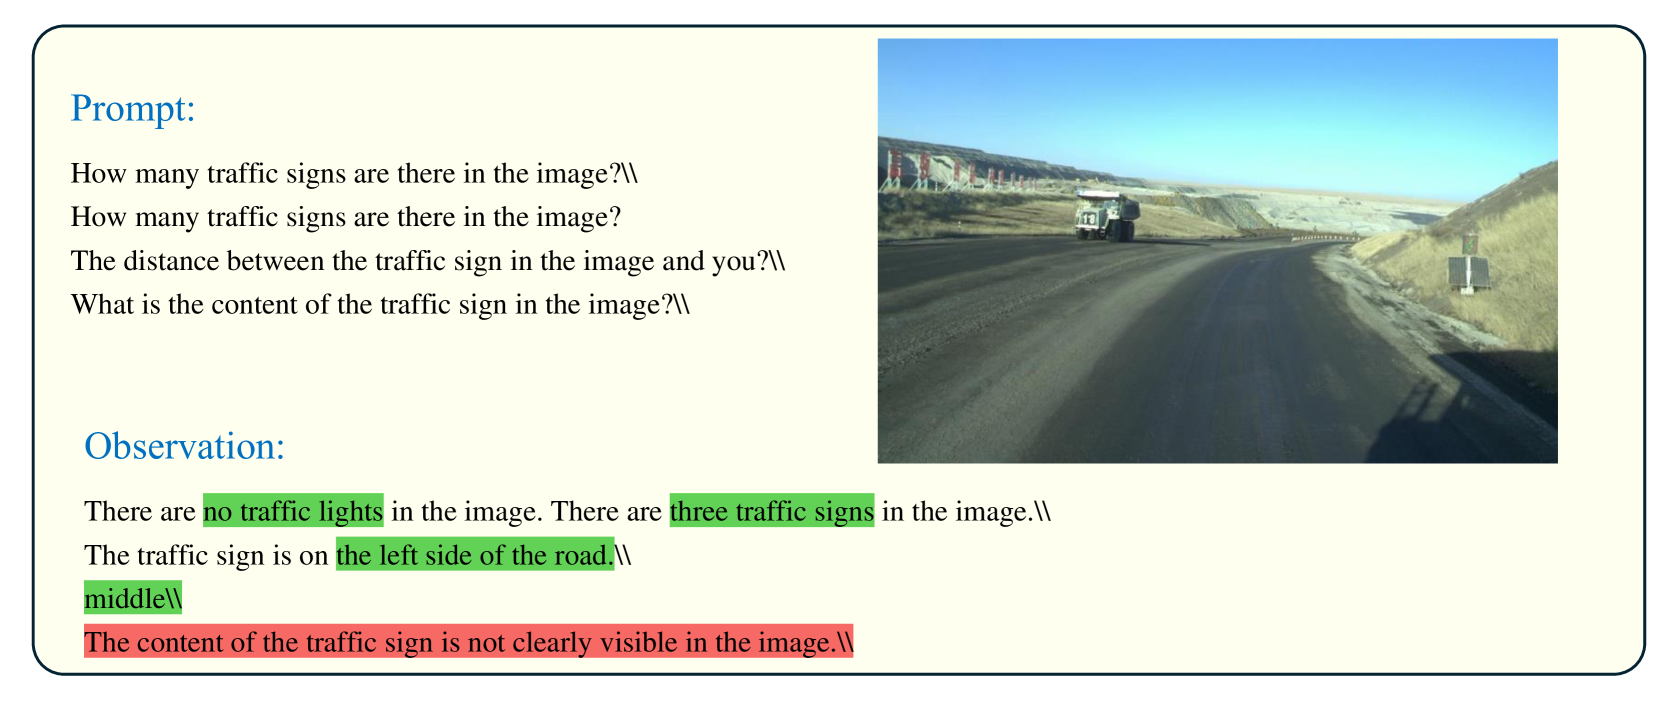 Prompt:
How many traffic signs are there in the image?\\
How many traffic signs are there in the image?
The distance between the traffic sign in the image and you?\\
What is the content of the traffic sign in the image?\\
18
Observation:
There are no traffic lights in the image. There are three traffic signs in the image.\\
The traffic sign is on the left side of the road.\\
middle\\
The content of the traffic sign is not clearly visible in the image.\\